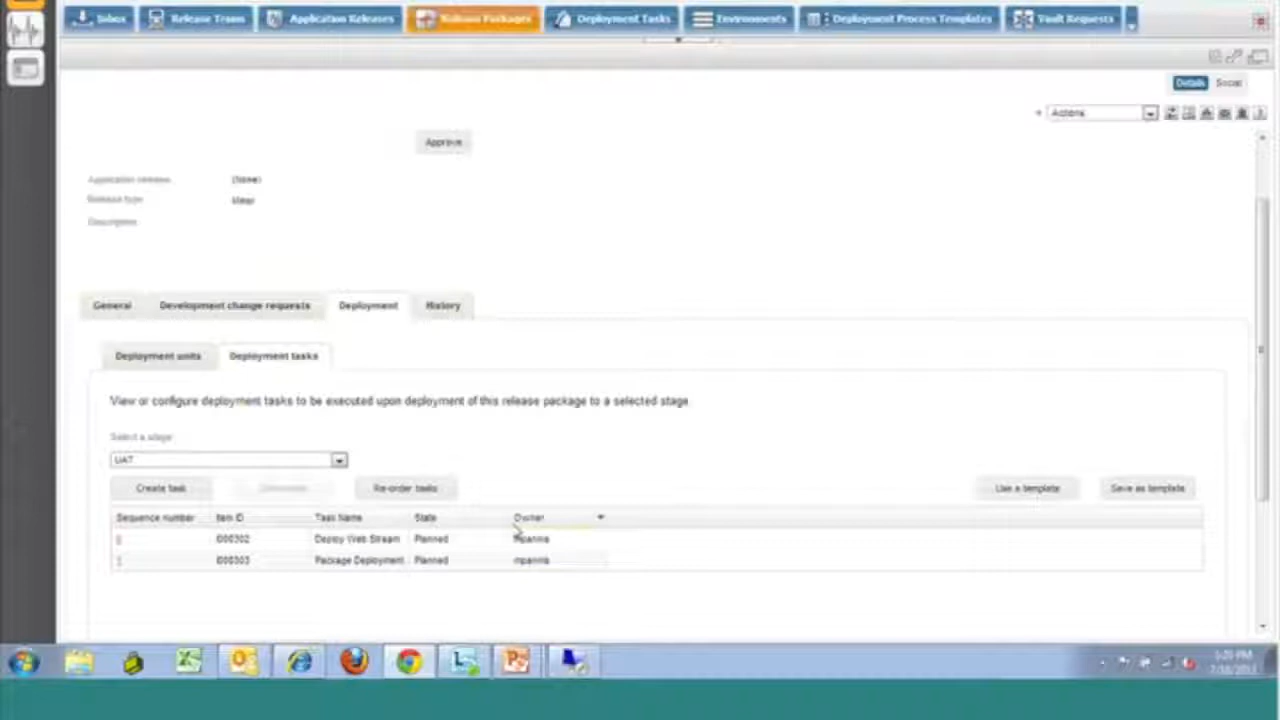 Inbox Release Trains Application Releases Release Packages Deployment Tasks Environments Deployment Process Templates Vault Requests
Details Social
Actions
Approve
Application release (None)
Release type
Description
General Development change requests Deployment History
Deployment units Deployment tasks
View or configure deployment tasks to be executed upon deployment of this release package to a selected stage
Select a stage
UAT
Create task Re-order tasks Use a template Save as template
Sequence number Item ID Task Name State Owner
000302 Deploy Web Stream Planned
1 000303 Package Deployment Planned